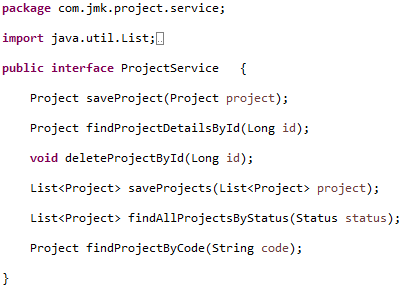 package com.jmk.project.service;
import java.util.List;
public interface ProjectService {
Project saveProject(Project project);
Project findProjectDetailsById(Long id);
void deleteProjectById(Long id);
List<Project> saveProjects(List<Project> project);
List<Project> findAllProjectsByStatus(Status status);
Project findProjectByCode(String code);
}